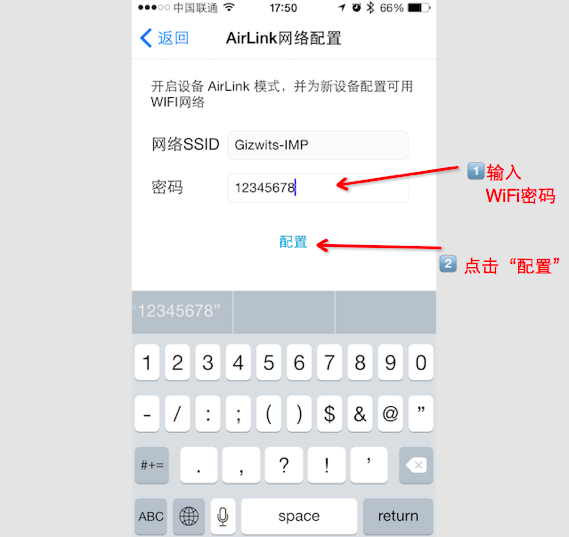 中国联通 17:50 66%
返回 AirLink网络配置
开启设备 AirLink 模式，并为新设备配置可用
WIFI网络
网络SSID Gizwits-IMP
1 输入
WiFi密码
密码 12345678
配置
2 点击“配置”
“12345678”
1 2 3 4 5 6 7 8 9 0
- / : ; ( ) $ & @ ”
#+= . , ? ! ’
ABC space return